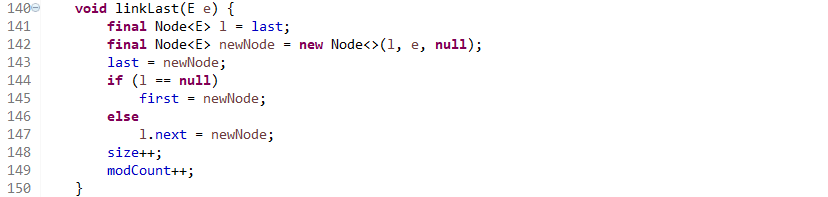 140 void linkLast(E e) {
141 final Node<E> l = last;
142 final Node<E> newNode = new Node<>(l, e, null);
143 last = newNode;
144 if (l == null)
145 first = newNode;
146 else
147 l.next = newNode;
148 size++;
149 modCount++;
150 }